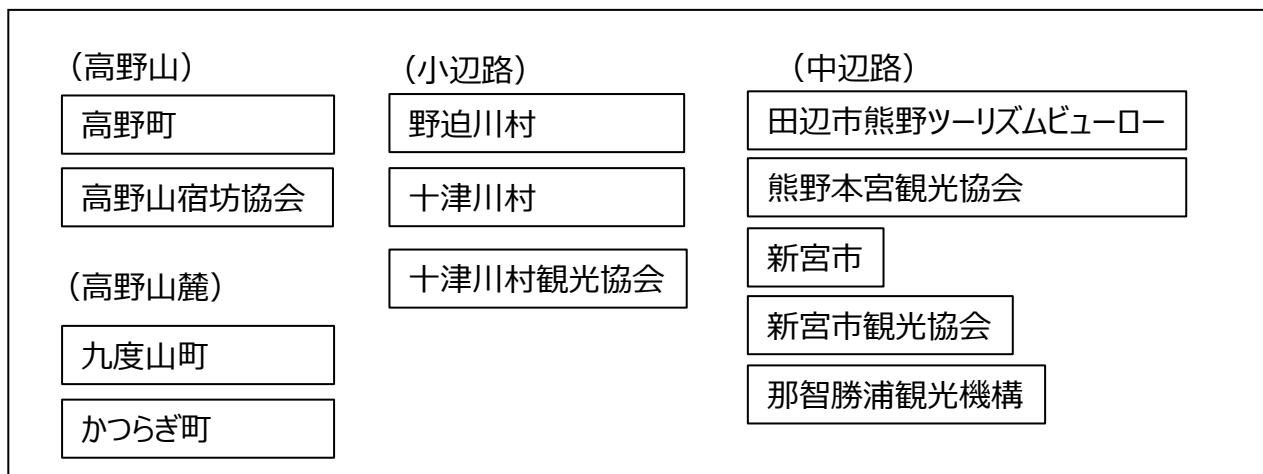 （高野山）
高野町
高野山宿坊協会
（高野山麓）
九度山町
かつらぎ町
（小辺路）
野迫川村
十津川村
十津川村観光協会
（中辺路）
田辺市熊野ツーリズムビューロー
熊野本宮観光協会
新宮市
新宮市観光協会
那智勝浦観光機構